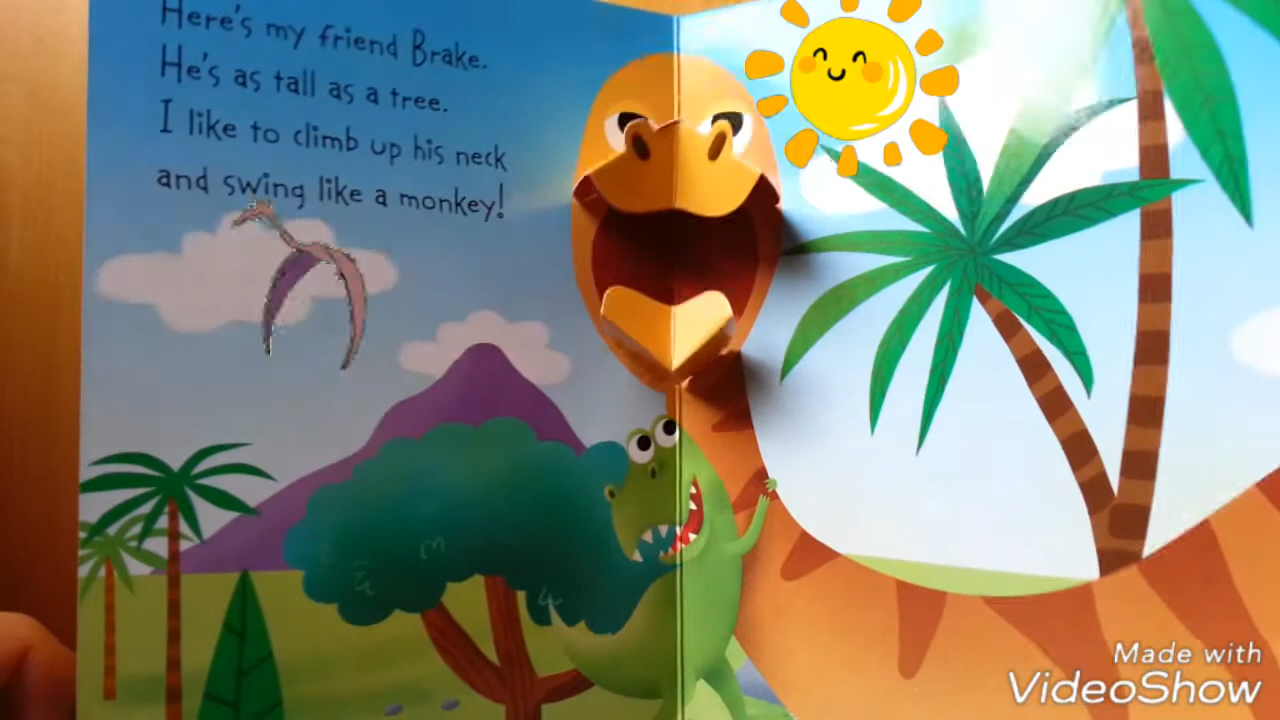 Here's my friend Brake.
He's as tall as a tree.
I like to climb up his neck
and swing like a monkey!
Made with
VideoShow